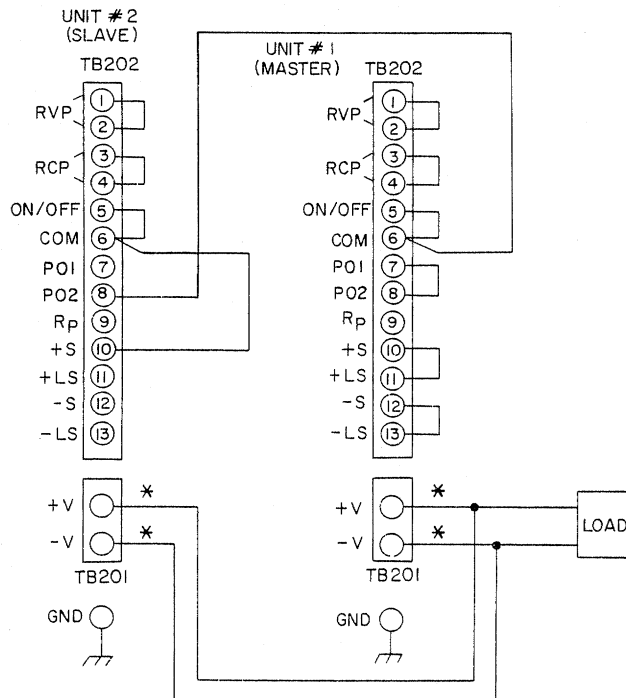 UNIT #2
(SLAVE)
TB202
RVP
1
2
RCP
3
4
ON/OFF 5
COM 6
PO1 7
PO2 8
Rp 9
+S 10
+LS 11
-S 12
-LS 13
+V *
-V *
TB201
GND
UNIT #1
(MASTER)
TB202
RVP
1
2
RCP
3
4
ON/OFF 5
COM 6
PO1 7
PO2 8
Rp 9
+S 10
+LS 11
-S 12
-LS 13
+V *
-V *
TB201
GND
LOAD